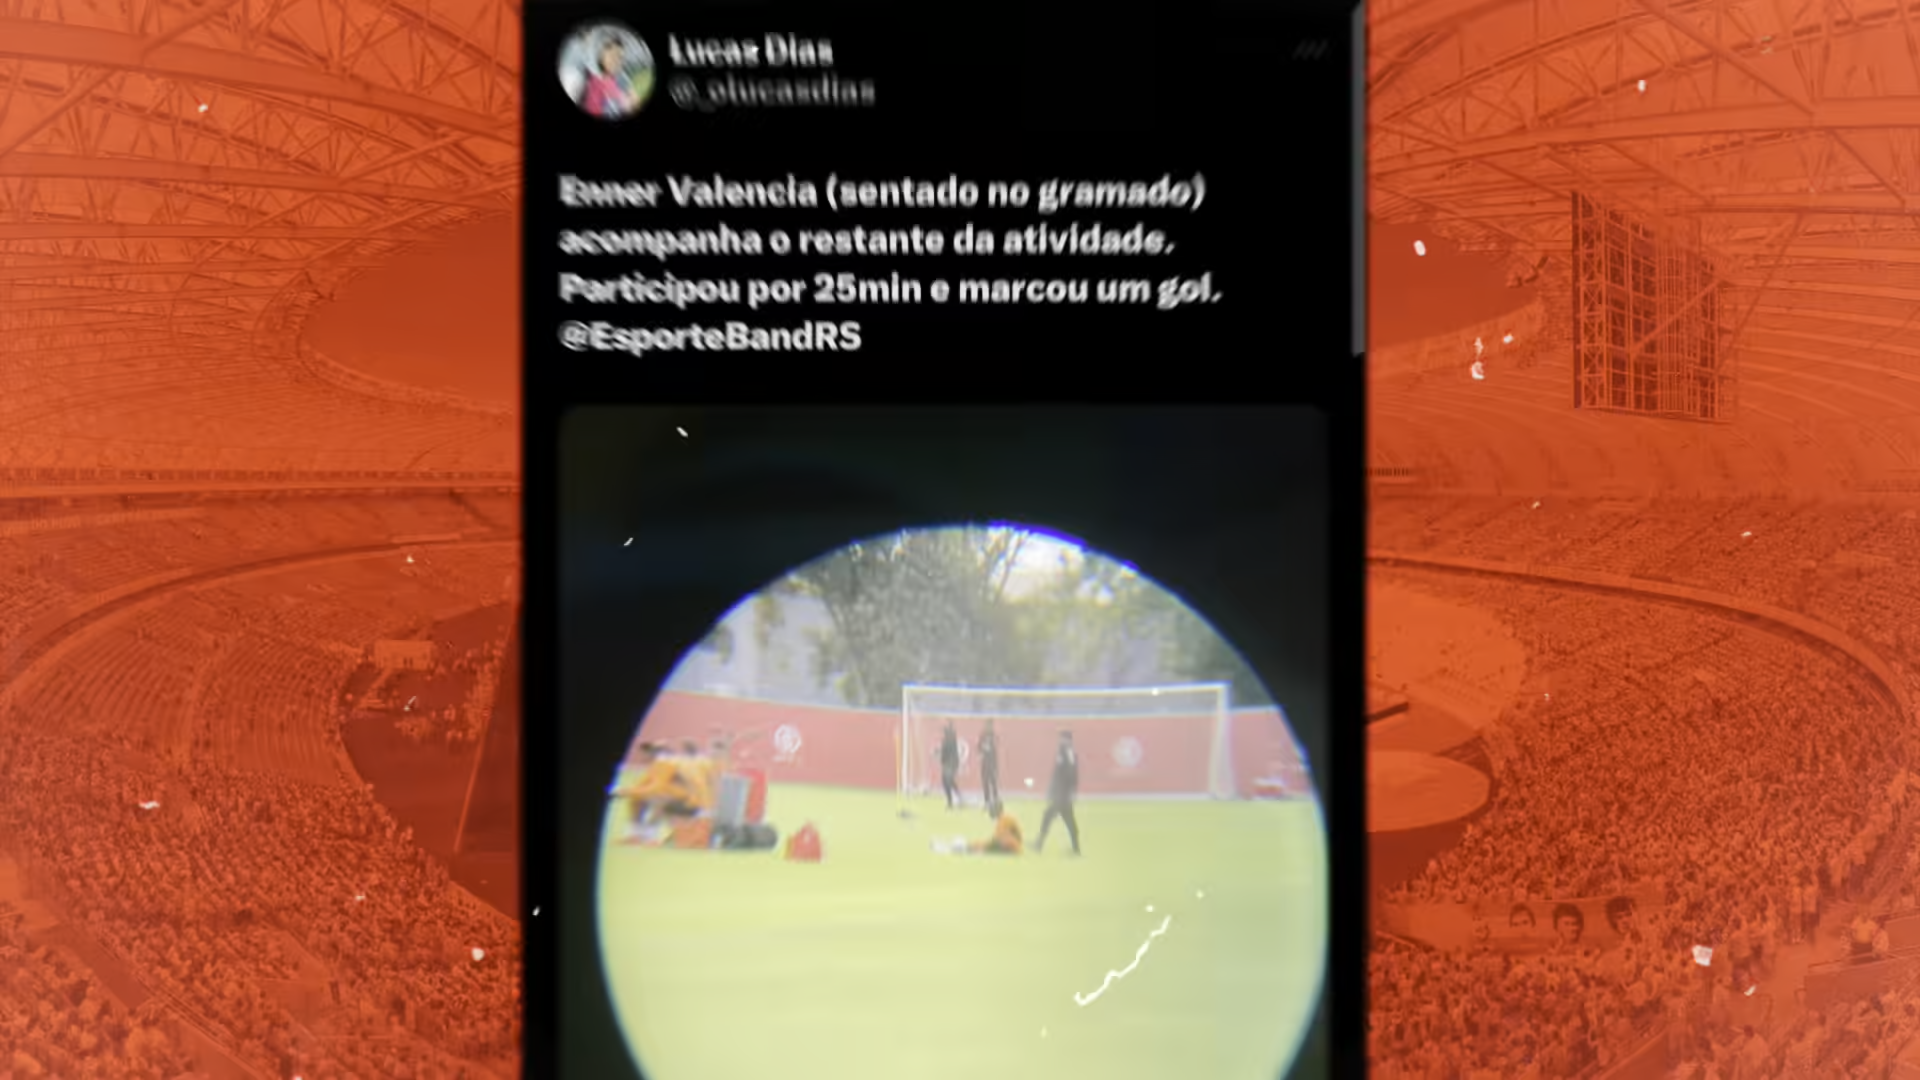 Lucas Dias
@_olucasdias
Enner Valencia (sentado no gramado)
acompanha o restante da atividade.
Participou por 25min e marcou um gol.
@EsporteBandRS